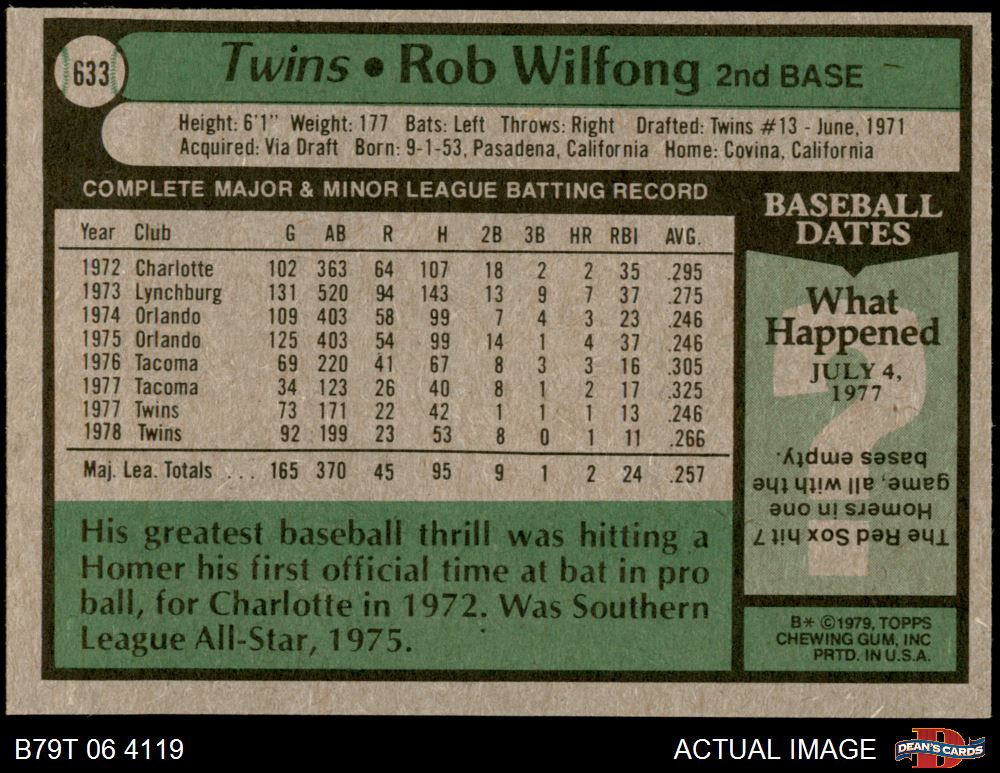 633
Twins • Rob Wilfong 2nd BASE
Height: 6'1" Weight: 177 Bats: Left Throws: Right Drafted: Twins #13 - June, 1971
Acquired: Via Draft Born: 9-1-53, Pasadena, California Home: Covina, California
COMPLETE MAJOR & MINOR LEAGUE BATTING RECORD
Year Club G AB R H 2B 3B HR RBI AVG.
1972 Charlotte 102 363 64 107 18 2 2 35 .295
1973 Lynchburg 131 520 94 143 13 9 7 37 .275
1974 Orlando 109 403 58 99 7 4 3 23 .246
1975 Orlando 125 403 54 99 14 1 4 37 .246
1976 Tacoma 69 220 41 67 8 3 3 16 .305
1977 Tacoma 34 123 26 40 8 1 2 17 .325
1977 Twins 73 171 22 42 1 1 1 13 .246
1978 Twins 92 199 23 53 8 0 1 11 .266
Maj. Lea. Totals ... 165 370 45 95 9 1 2 24 .257
His greatest baseball thrill was hitting a
Homer his first official time at bat in pro
ball, for Charlotte in 1972. Was Southern
League All-Star, 1975.
BASEBALL
DATES
What
Happened
JULY 4,
1977
?
The Red Sox hit 7
Homers in one
game, all with the
bases empty.
B* ©1979, TOPPS
CHEWING GUM, INC
PRTD. IN U.S.A.
B79T 06 4119
ACTUAL IMAGE
D
DEAN'S CARDS